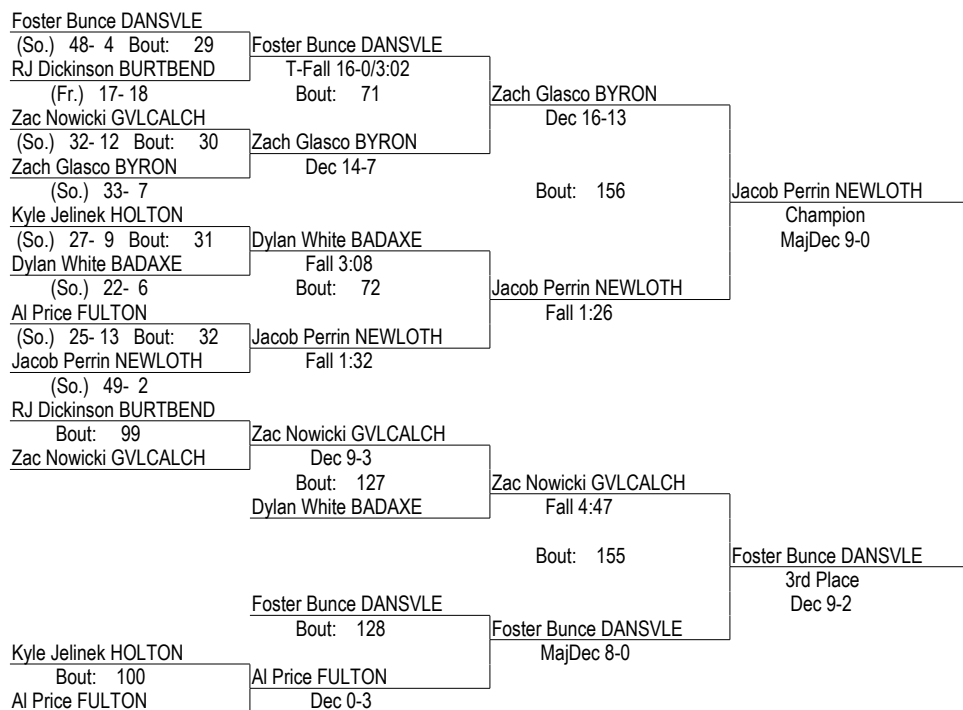 Foster Bunce DANSVLE
(So.) 48- 4 Bout: 29 Foster Bunce DANSVLE
RJ Dickinson BURTBEND T-Fall 16-0/3:02
(Fr.) 17- 18 Bout: 71 Zach Glasco BYRON
Zac Nowicki GVLCALCH Dec 16-13
(So.) 32- 12 Bout: 30 Zach Glasco BYRON
Zach Glasco BYRON Dec 14-7
(So.) 33- 7 Bout: 156 Jacob Perrin NEWLOTH
Kyle Jelinek HOLTON Champion
(So.) 27- 9 Bout: 31 Dylan White BADAXE MajDec 9-0
Dylan White BADAXE Fall 3:08
(So.) 22- 6 Bout: 72 Jacob Perrin NEWLOTH
Al Price FULTON Fall 1:26
(So.) 25- 13 Bout: 32 Jacob Perrin NEWLOTH
Jacob Perrin NEWLOTH Fall 1:32
(So.) 49- 2
RJ Dickinson BURTBEND
Bout: 99 Zac Nowicki GVLCALCH
Zac Nowicki GVLCALCH Dec 9-3
Bout: 127 Zac Nowicki GVLCALCH
Dylan White BADAXE Fall 4:47
Bout: 155 Foster Bunce DANSVLE
3rd Place
Foster Bunce DANSVLE Dec 9-2
Bout: 128 Foster Bunce DANSVLE
Kyle Jelinek HOLTON MajDec 8-0
Bout: 100 Al Price FULTON
Al Price FULTON Dec 0-3